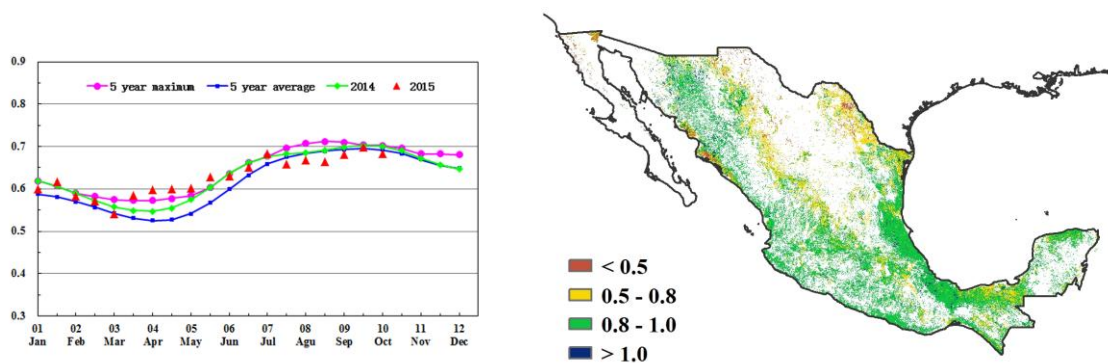 0.9
5 year maximum 5 year average 2014 2015
0.8
0.7
0.6
0.5
0.4
0.3
01 02 03 04 05 06 07 08 09 10 11 12
Jan Feb Mar Apr May Jun Jul Agu Sep Oct Nov Dec
< 0.5
0.5 - 0.8
0.8 - 1.0
> 1.0